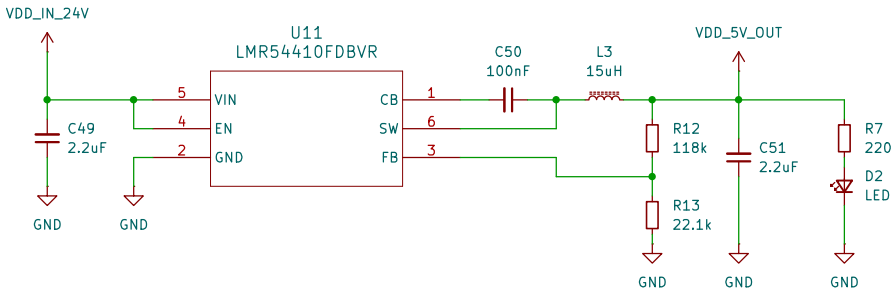 VDD_IN_24V
U11
LMR54410FDBVR
C50
100nF
L3
15uH
VDD_5V_OUT
5
VIN
CB
1
4
EN
SW
6
2
GND
FB
3
C49
2.2uF
R12
118k
C51
2.2uF
R7
220
D2
LED
R13
22.1k
GND
GND
GND
GND
GND